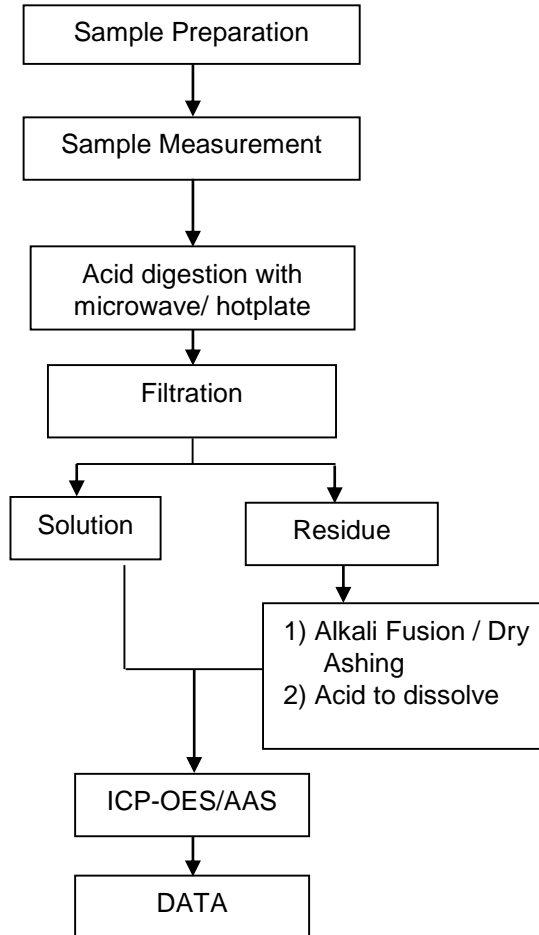 Sample Preparation
Sample Measurement
Acid digestion with
microwave/ hotplate
Filtration
Solution
Residue
1) Alkali Fusion / Dry
Ashing
2) Acid to dissolve
ICP-OES/AAS
DATA